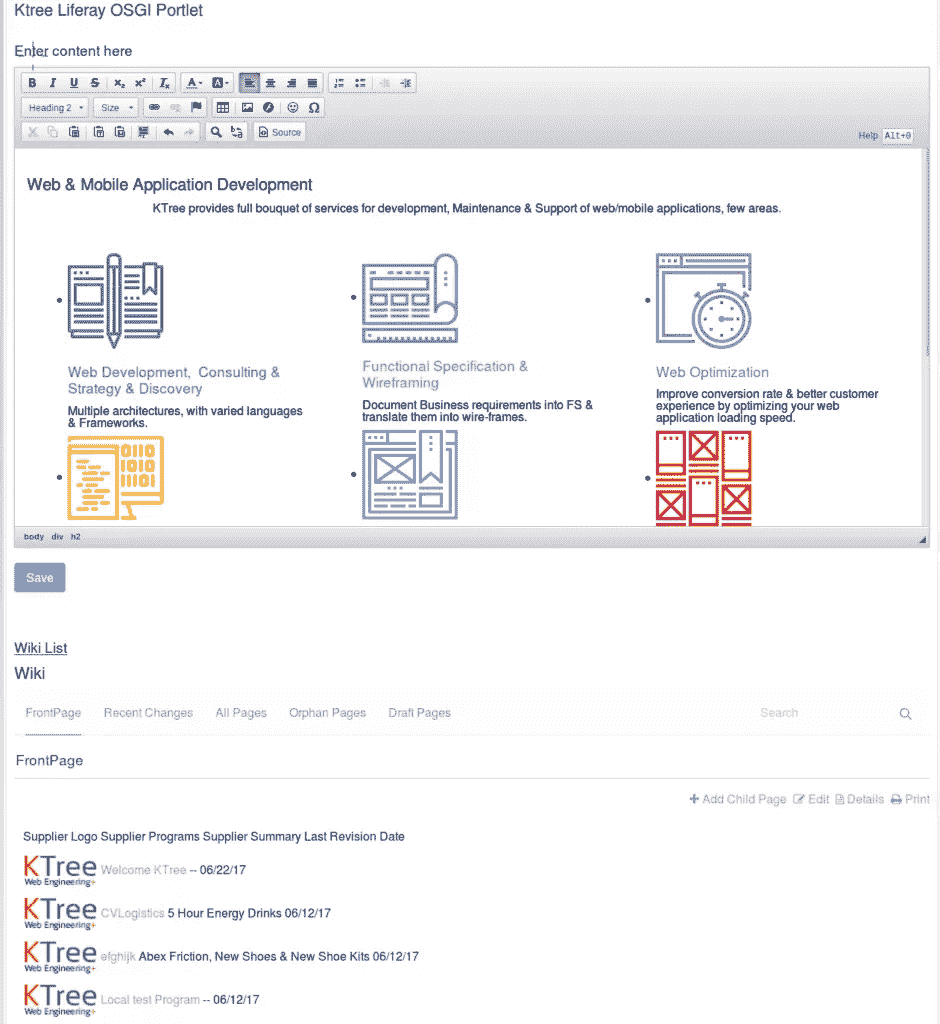 Ktree Liferay OSGI Portlet
Enter content here
B I U S x₂ x² Ix A A
Heading 2 Size Ω
Source Help Alt+0
Web & Mobile Application Development
KTree provides full bouquet of services for development, Maintenance & Support of web/mobile applications, few areas.
Web Development, Consulting &
Strategy & Discovery
Multiple architectures, with varied languages
& Frameworks.
Functional Specification &
Wireframing
Document Business requirements into FS &
translate them into wire-frames.
Web Optimization
Improve conversion rate & better customer
experience by optimizing your web
application loading speed.
body div h2
Save
Wiki List
Wiki
FrontPage Recent Changes All Pages Orphan Pages Draft Pages Search
FrontPage
Add Child Page Edit Details Print
Supplier Logo Supplier Programs Supplier Summary Last Revision Date
KTree Welcome KTree -- 06/22/17
Web Engineering+
KTree CVLogistics 5 Hour Energy Drinks 06/12/17
Web Engineering+
KTree efghijk Abex Friction, New Shoes & New Shoe Kits 06/12/17
Web Engineering+
KTree Local test Program -- 06/12/17
Web Engineering+